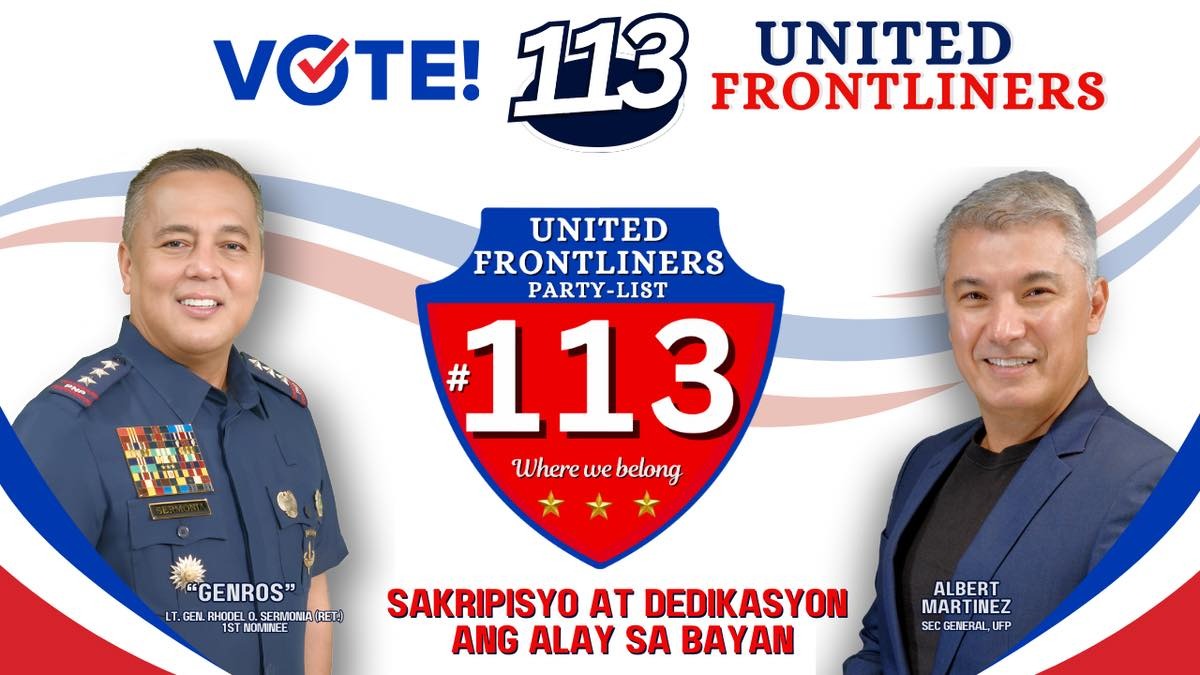 VOTE!
113
UNITED
FRONTLINERS
UNITED
FRONTLINERS
PARTY-LIST
#113
Where we belong
PNP
SERMONIA
"GENROS"
LT. GEN. RHODEL O. SERMONIA (RET.)
1ST NOMINEE
SAKRIPISYO AT DEDIKASYON
ANG ALAY SA BAYAN
ALBERT
MARTINEZ
SEC GENERAL, UFP